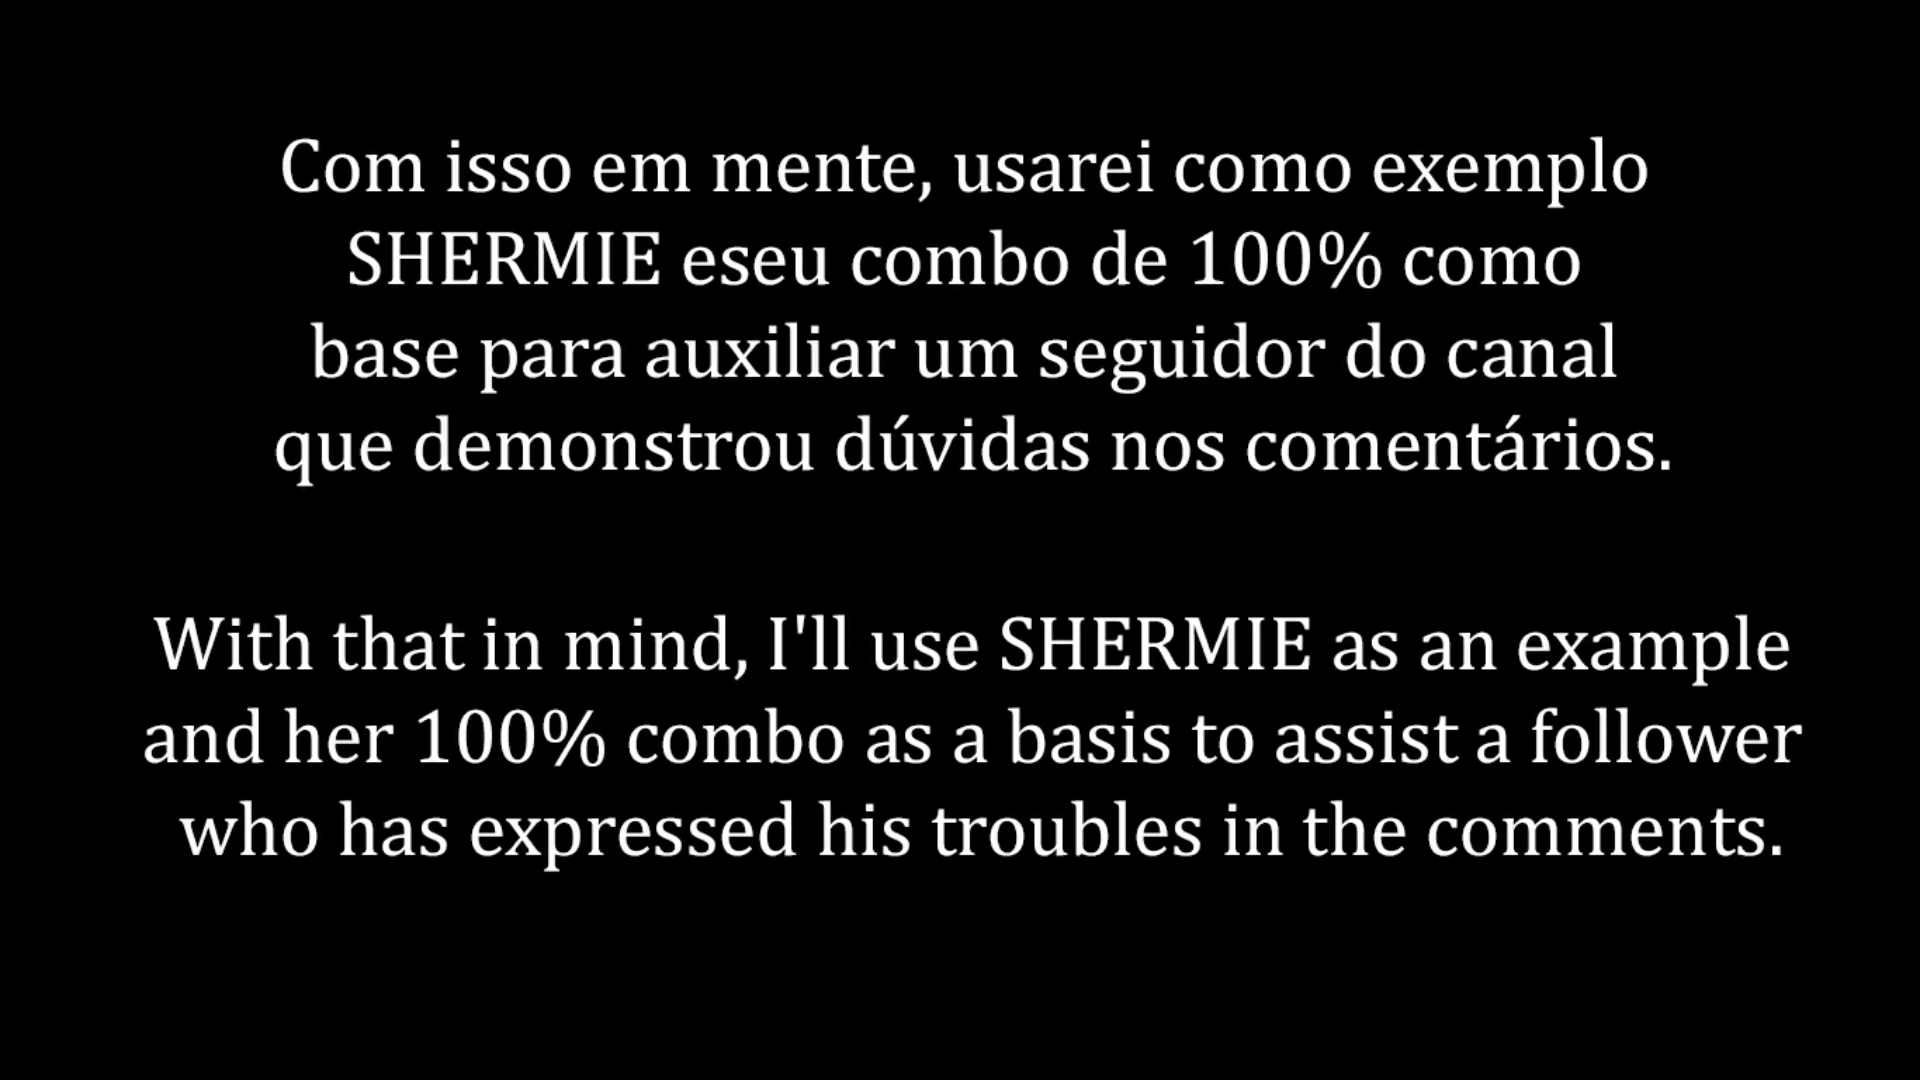 Com isso em mente, usarei como exemplo
SHERMIE eseu combo de 100% como
base para auxiliar um seguidor do canal
que demonstrou dúvidas nos comentários.
With that in mind, I'll use SHERMIE as an example
and her 100% combo as a basis to assist a follower
who has expressed his troubles in the comments.